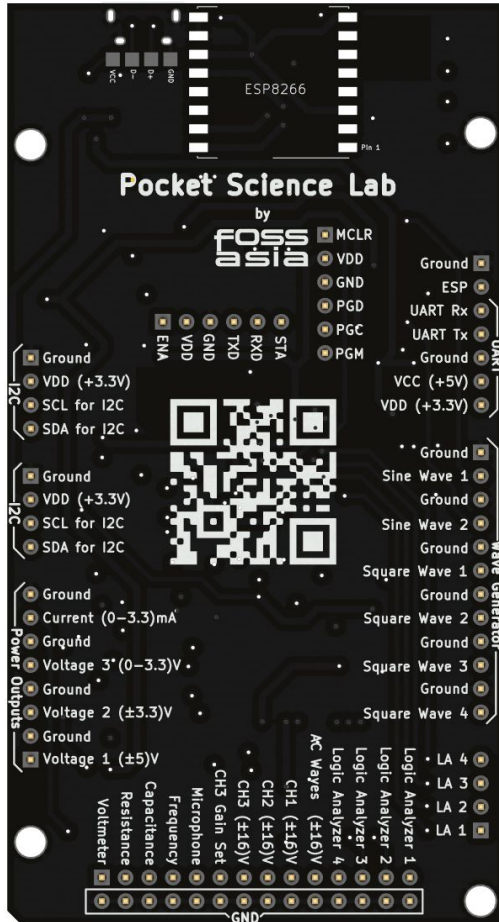 VCC
D-
D+
GND
ESP8266
Pin 1
Pocket Science Lab
by
FOSS
asia
MCLR
VDD
GND
PGD
PGC
PGM
ENA
VDD
GND
TXD
RXD
STA
Ground
ESP
UART Rx
UART Tx
Ground
VCC (+5V)
VDD (+3.3V)
UART
I2C
Ground
VDD (+3.3V)
SCL for I2C
SDA for I2C
I2C
Ground
VDD (+3.3V)
SCL for I2C
SDA for I2C
Power Outputs
Ground
Current (0-3.3)mA
Ground
Voltage 3 (0-3.3)V
Ground
Voltage 2 (±3.3)V
Ground
Voltage 1 (±5)V
Ground
Sine Wave 1
Ground
Sine Wave 2
Ground
Square Wave 1
Ground
Square Wave 2
Ground
Square Wave 3
Ground
Square Wave 4
Wave Generator
LA 4
LA 3
LA 2
LA 1
Voltmeter
Resistance
Capacitance
Frequency
Microphone
CH3 Gain Set
CH3 (±16)V
CH2 (±16)V
CH1 (±16)V
AC Waves (±16)V
Logic Analyzer 4
Logic Analyzer 3
Logic Analyzer 2
Logic Analyzer 1
GND